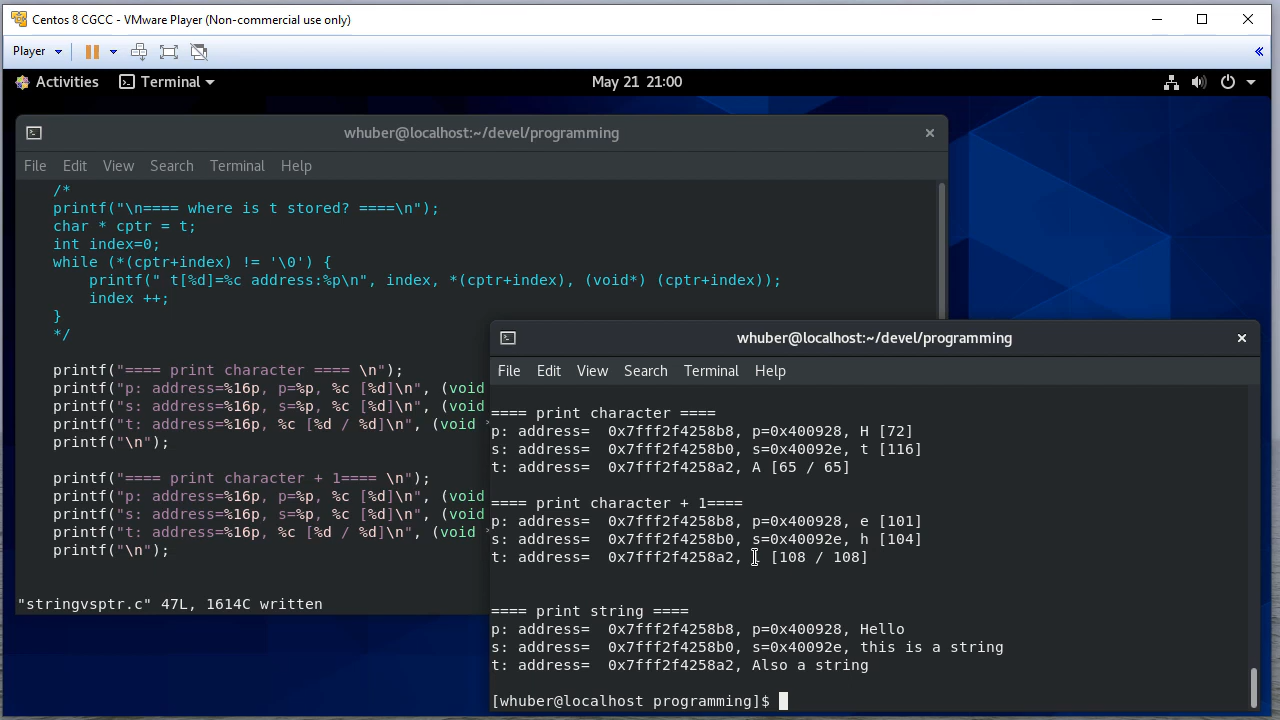 Centos 8 CGCC - VMware Player (Non-commercial use only)
Player
Activities Terminal May 21 21:00
whuber@localhost:~/devel/programming
File Edit View Search Terminal Help
/*
printf("\n==== where is t stored? ====\n");
char * cptr = t;
int index=0;
while (*(cptr+index) != '\0') {
printf(" t[%d]=%c address:%p\n", index, *(cptr+index), (void*) (cptr+index));
index ++;
}
*/
printf("==== print character ==== \n");
printf("p: address=%16p, p=%p, %c [%d]\n", (void
printf("s: address=%16p, s=%p, %c [%d]\n", (void
printf("t: address=%16p, %c [%d / %d]\n", (void *
printf("\n");
printf("==== print character + 1==== \n");
printf("p: address=%16p, p=%p, %c [%d]\n", (void
printf("s: address=%16p, s=%p, %c [%d]\n", (void
printf("t: address=%16p, %c [%d / %d]\n", (void
printf("\n");
"stringvsptr.c" 47L, 1614C written
whuber@localhost:~/devel/programming
File Edit View Search Terminal Help
==== print character ====
p: address=  0x7fff2f4258b8, p=0x400928, H [72]
s: address=  0x7fff2f4258b0, s=0x40092e, t [116]
t: address=  0x7fff2f4258a2, A [65 / 65]
==== print character + 1====
p: address=  0x7fff2f4258b8, p=0x400928, e [101]
s: address=  0x7fff2f4258b0, s=0x40092e, h [104]
t: address=  0x7fff2f4258a2, [108 / 108]
==== print string ====
p: address=  0x7fff2f4258b8, p=0x400928, Hello
s: address=  0x7fff2f4258b0, s=0x40092e, this is a string
t: address=  0x7fff2f4258a2, Also a string
[whuber@localhost programming]$